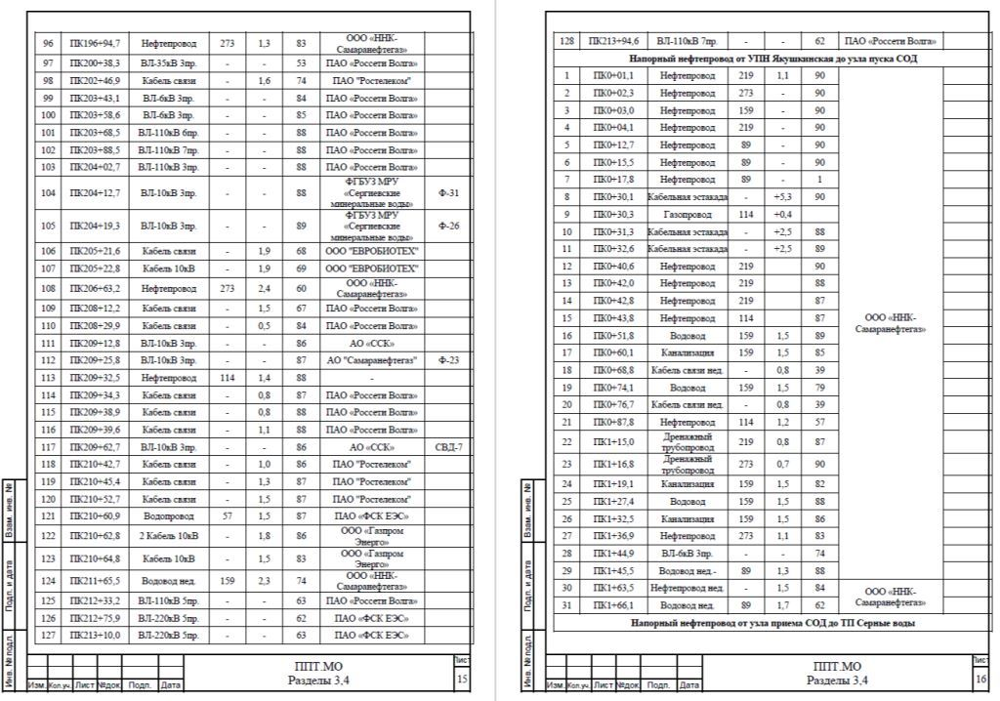 96 ПК196+94,7 Нефтепровод 273 1,3 83 ООО «ННК-Самаранефтегаз»
97 ПК200+38,3 ВЛ-35кВ 3пр. - - 53 ПАО «Россети Волга»
98 ПК202+46,9 Кабель связи - 1,6 74 ПАО "Ростелеком"
99 ПК203+43,1 ВЛ-6кВ 3пр. - - 84 ПАО «Россети Волга»
100 ПК203+58,6 ВЛ-6кВ 3пр. - - 85 ПАО «Россети Волга»
101 ПК203+68,5 ВЛ-110кВ 6пр. - - 88 ПАО «Россети Волга»
102 ПК203+88,5 ВЛ-110кВ 7пр. - - 88 ПАО «Россети Волга»
103 ПК204+02,7 ВЛ-110кВ 3пр. - - 88 ПАО «Россети Волга»
104 ПК204+12,7 ВЛ-10кВ 3пр. - - 88 ФГБУЗ МРУ «Сергиевские минеральные воды» Ф-31
105 ПК204+19,3 ВЛ-10кВ 3пр. - - 89 ФГБУЗ МРУ «Сергиевские минеральные воды» Ф-26
106 ПК205+21,6 Кабель связи - 1,9 68 ООО "ЕВРОБИОТЕХ"
107 ПК205+22,8 Кабель 10кВ - 1,9 69 ООО "ЕВРОБИОТЕХ"
108 ПК206+63,2 Нефтепровод 273 2,4 60 ООО «ННК-Самаранефтегаз»
109 ПК208+12,2 Кабель связи - 1,5 67 ПАО «Россети Волга»
110 ПК208+29,9 Кабель связи - 0,5 84 ПАО «Россети Волга»
111 ПК209+12,8 ВЛ-10кВ 3пр. - - 86 АО «ССК»
112 ПК209+25,8 ВЛ-10кВ 3пр. - - 87 АО "Самаранефтегаз" Ф-23
113 ПК209+32,5 Нефтепровод 114 1,4 88 -
114 ПК209+34,3 Кабель связи - 0,8 87 ПАО «Россети Волга»
115 ПК209+38,9 Кабель связи - 0,8 88 ПАО «Россети Волга»
116 ПК209+39,6 Кабель связи - 1,1 88 ПАО «Россети Волга»
117 ПК209+62,7 ВЛ-10кВ 3пр. - - 86 АО «ССК» СВД-7
118 ПК210+42,7 Кабель связи - 1,0 86 ПАО "Ростелеком"
119 ПК210+45,4 Кабель связи - 1,3 87 ПАО "Ростелеком"
120 ПК210+52,7 Кабель связи - 1,5 87 ПАО "Ростелеком"
121 ПК210+60,9 Водопровод 57 1,5 87 ПАО «ФСК ЕЭС»
122 ПК210+62,8 2 Кабель 10кВ - 1,8 86 ООО «Газпром Энерго»
123 ПК210+64,8 Кабель 10кВ - 1,5 83 ООО «Газпром Энерго»
124 ПК211+65,5 Водовод нед. 159 2,3 74 ООО «ННК-Самаранефтегаз»
125 ПК212+33,2 ВЛ-110кВ 5пр. - - 63 ПАО «Россети Волга»
126 ПК212+75,9 ВЛ-220кВ 5пр. - - 62 ПАО «ФСК ЕЭС»
127 ПК213+10,0 ВЛ-220кВ 5пр. - - 63 ПАО «ФСК ЕЭС»
Взам. инв. №
Подп. и дата
Инв. № подл.
Изм. Кол.уч. Лист №док. Подп. Дата
ППТ.МО
Разделы 3,4
Лист
15
128 ПК213+94,6 ВЛ-110кВ 7пр. - - 62 ПАО «Россети Волга»
Напорный нефтепровод от УПН Якушкинская до узла пуска СОД
1 ПК0+01,1 Нефтепровод 219 1,1 90
2 ПК0+02,3 Нефтепровод 273 - 90
3 ПК0+03,0 Нефтепровод 159 - 90
4 ПК0+04,1 Нефтепровод 219 - 90
5 ПК0+12,7 Нефтепровод 89 - 90
6 ПК0+15,5 Нефтепровод 89 - 90
7 ПК0+17,8 Нефтепровод 89 - 1
8 ПК0+30,1 Кабельная эстакада - +5,3 90
9 ПК0+30,3 Газопровод 114 +0,4
10 ПК0+31,3 Кабельная эстакада - +2,5 88
11 ПК0+32,6 Кабельная эстакада - +2,5 89
12 ПК0+40,6 Нефтепровод 219 90
13 ПК0+42,0 Нефтепровод 219 88
14 ПК0+42,8 Нефтепровод 219 87
15 ПК0+43,8 Нефтепровод 114 87
ООО «ННК-Самаранефтегаз»
16 ПК0+51,8 Водовод 159 1,5 89
17 ПК0+60,1 Канализация 159 1,5 85
18 ПК0+68,8 Кабель связи нед. - 0,8 39
19 ПК0+74,1 Водовод 159 1,5 79
20 ПК0+76,7 Кабель связи нед. - 0,8 39
21 ПК0+87,8 Нефтепровод 114 1,2 57
22 ПК1+15,0 Дренажный трубопровод 219 0,8 87
23 ПК1+16,8 Дренажный трубопровод 273 0,7 90
24 ПК1+19,1 Канализация 159 1,5 82
25 ПК1+27,4 Водовод 159 1,5 88
26 ПК1+32,5 Канализация 159 1,5 86
27 ПК1+36,9 Нефтепровод 273 1,1 83
28 ПК1+44,9 ВЛ-6кВ 3пр. - - 74
29 ПК1+45,5 Водовод нед.- 89 1,3 88
30 ПК1+63,5 Нефтепровод нед. - 1,5 84 ООО «ННК-Самаранефтегаз»
31 ПК1+66,1 Водовод нед. 89 1,7 62
Напорный нефтепровод от узла приема СОД до ТП Серные воды
Взам. инв. №
Подп. и дата
Инв. № подл.
Изм. Кол.уч. Лист №док. Подп. Дата
ППТ.МО
Разделы 3,4
Лист
16